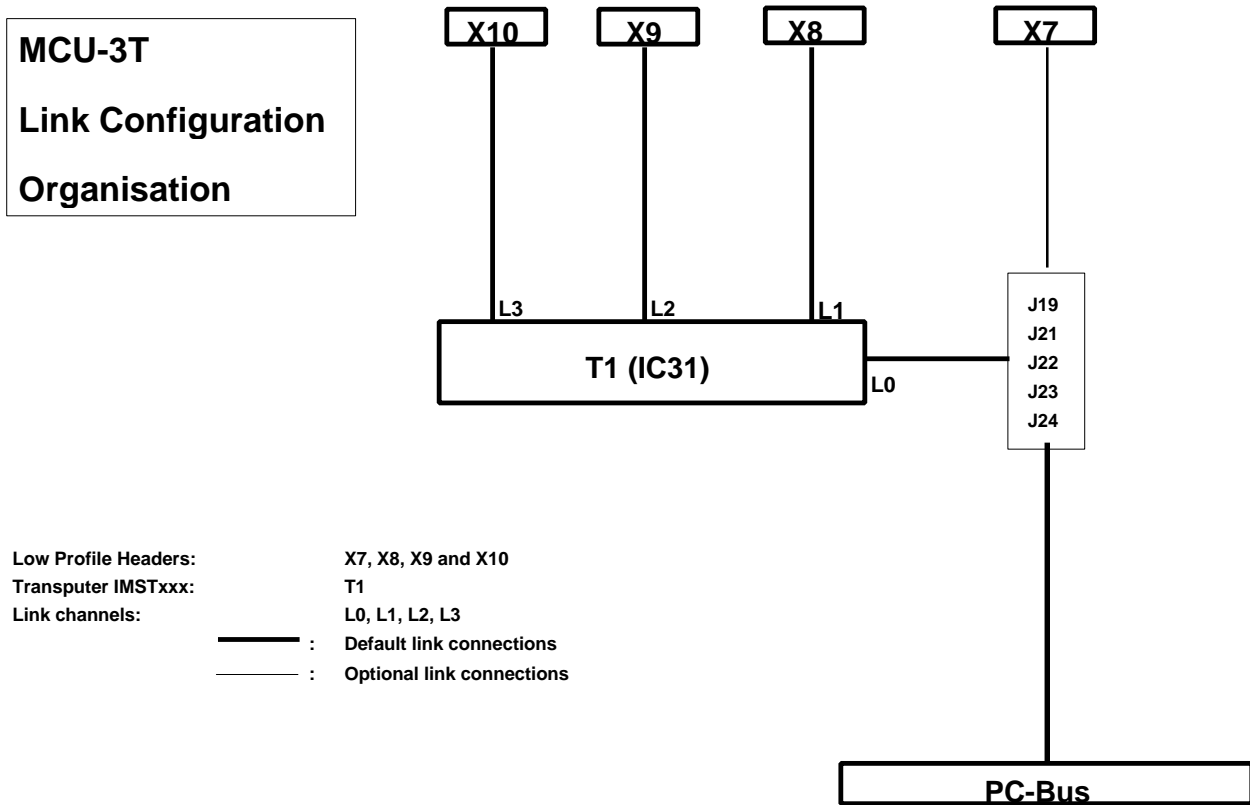 MCU-3T
Link Configuration
Organisation
X10 X9 X8 X7
L3 L2 L1
T1 (IC31)
L0
J19
J21
J22
J23
J24
Low Profile Headers: X7, X8, X9 and X10
Transputer IMSTxxx: T1
Link channels: L0, L1, L2, L3
: Default link connections
: Optional link connections
PC-Bus